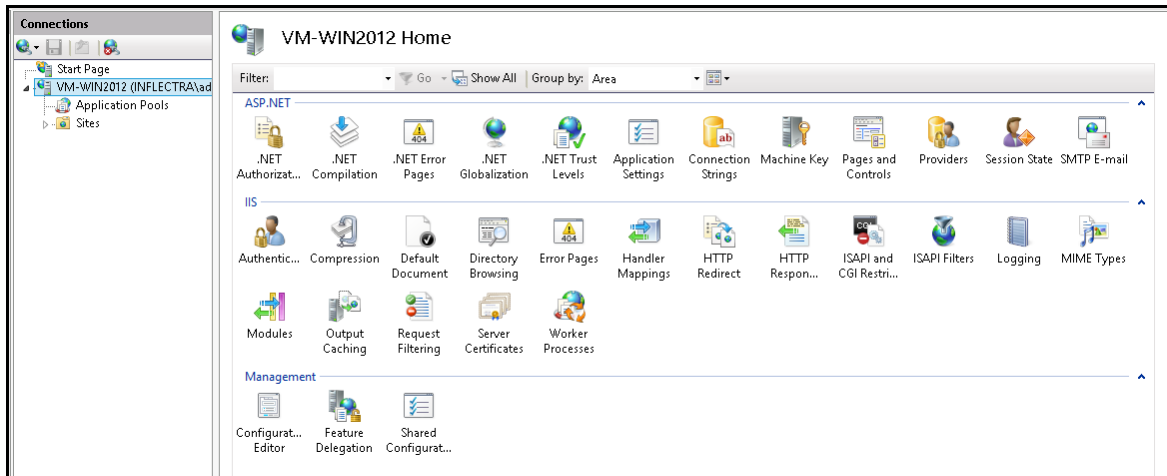 Connections
Start Page
VM-WIN2012 (INFLECTRA\ad
Application Pools
Sites
VM-WIN2012 Home
Filter: Go Show All Group by: Area
ASP.NET
.NET Authorizat...
.NET Compilation
.NET Error Pages
.NET Globalization
.NET Trust Levels
Application Settings
Connection Strings
Machine Key
Pages and Controls
Providers
Session State
SMTP E-mail
IIS
Authentic...
Compression
Default Document
Directory Browsing
Error Pages
Handler Mappings
HTTP Redirect
HTTP Respon...
ISAPI and CGI Restri...
ISAPI Filters
Logging
MIME Types
Modules
Output Caching
Request Filtering
Server Certificates
Worker Processes
Management
Configurat... Editor
Feature Delegation
Shared Configurat...